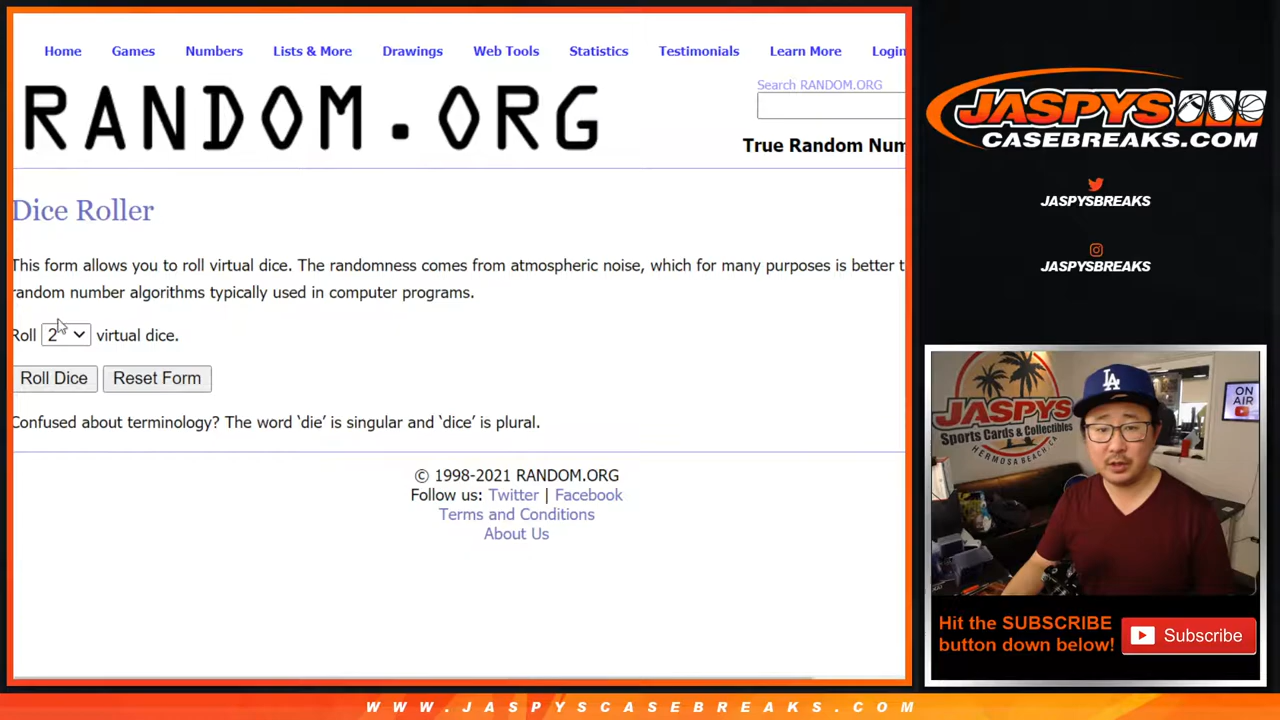 Home Games Numbers Lists & More Drawings Web Tools Statistics Testimonials Learn More Login
RANDOM.ORG
Search RANDOM.ORG
True Random Num
Dice Roller
This form allows you to roll virtual dice. The randomness comes from atmospheric noise, which for many purposes is better t
random number algorithms typically used in computer programs.
Roll 2 virtual dice.
Roll Dice Reset Form
Confused about terminology? The word ‘die’ is singular and ‘dice’ is plural.
© 1998-2021 RANDOM.ORG
Follow us: Twitter | Facebook
Terms and Conditions
About Us
JASPYS
CASEBREAKS.COM
JASPYSBREAKS
JASPYSBREAKS
JASPYS
Sports Cards & Collectibles
HERMOSA BEACH, CA
LA
ON
AIR
Hit the SUBSCRIBE
button down below!
Subscribe
WWW.JASPYSCASEBREAKS.COM